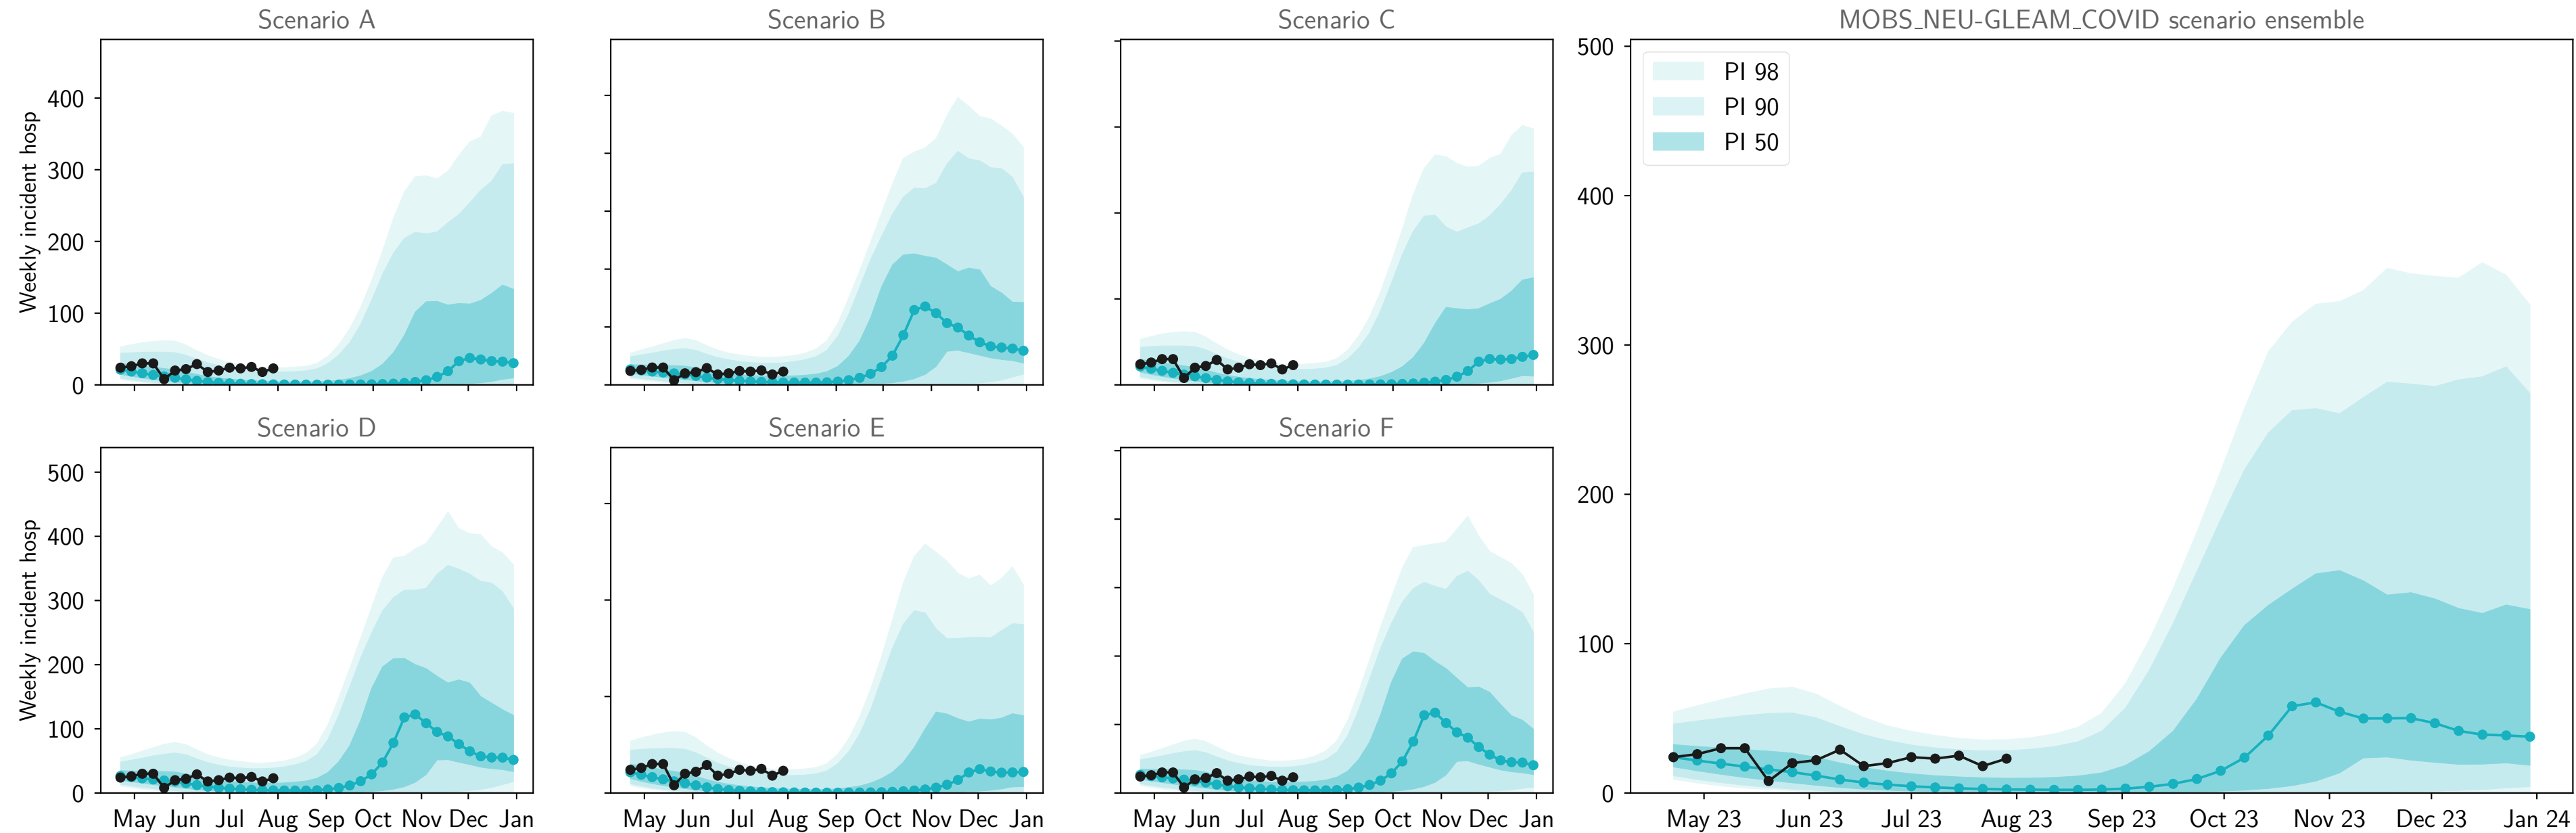 Scenario A
Scenario B
Scenario C
MOBS_NEU-GLEAM_COVID scenario ensemble
Weekly incident hosp
400
300
200
100
0
500
400
300
200
100
0
PI 98
PI 90
PI 50
Scenario D
Scenario E
Scenario F
Weekly incident hosp
500
400
300
200
100
0
May Jun Jul Aug Sep Oct Nov Dec Jan
May Jun Jul Aug Sep Oct Nov Dec Jan
May Jun Jul Aug Sep Oct Nov Dec Jan
May 23 Jun 23 Jul 23 Aug 23 Sep 23 Oct 23 Nov 23 Dec 23 Jan 24